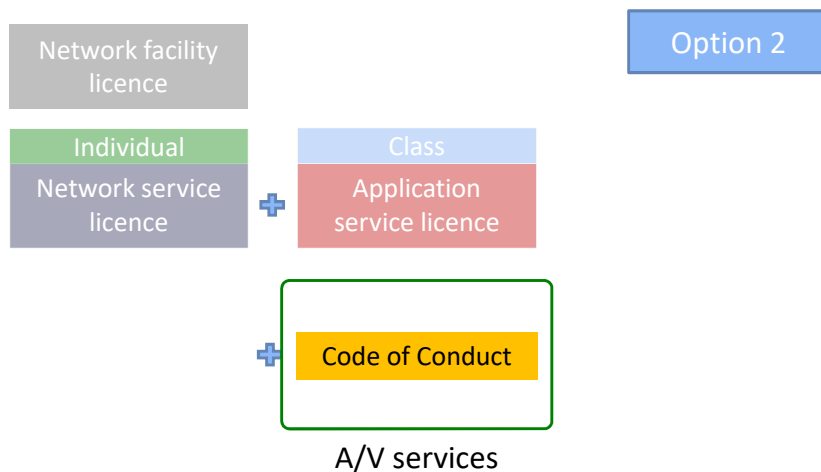 Option 2
Network facility
licence
Individual
Network service
licence
Class
Application
service licence
Code of Conduct
A/V services